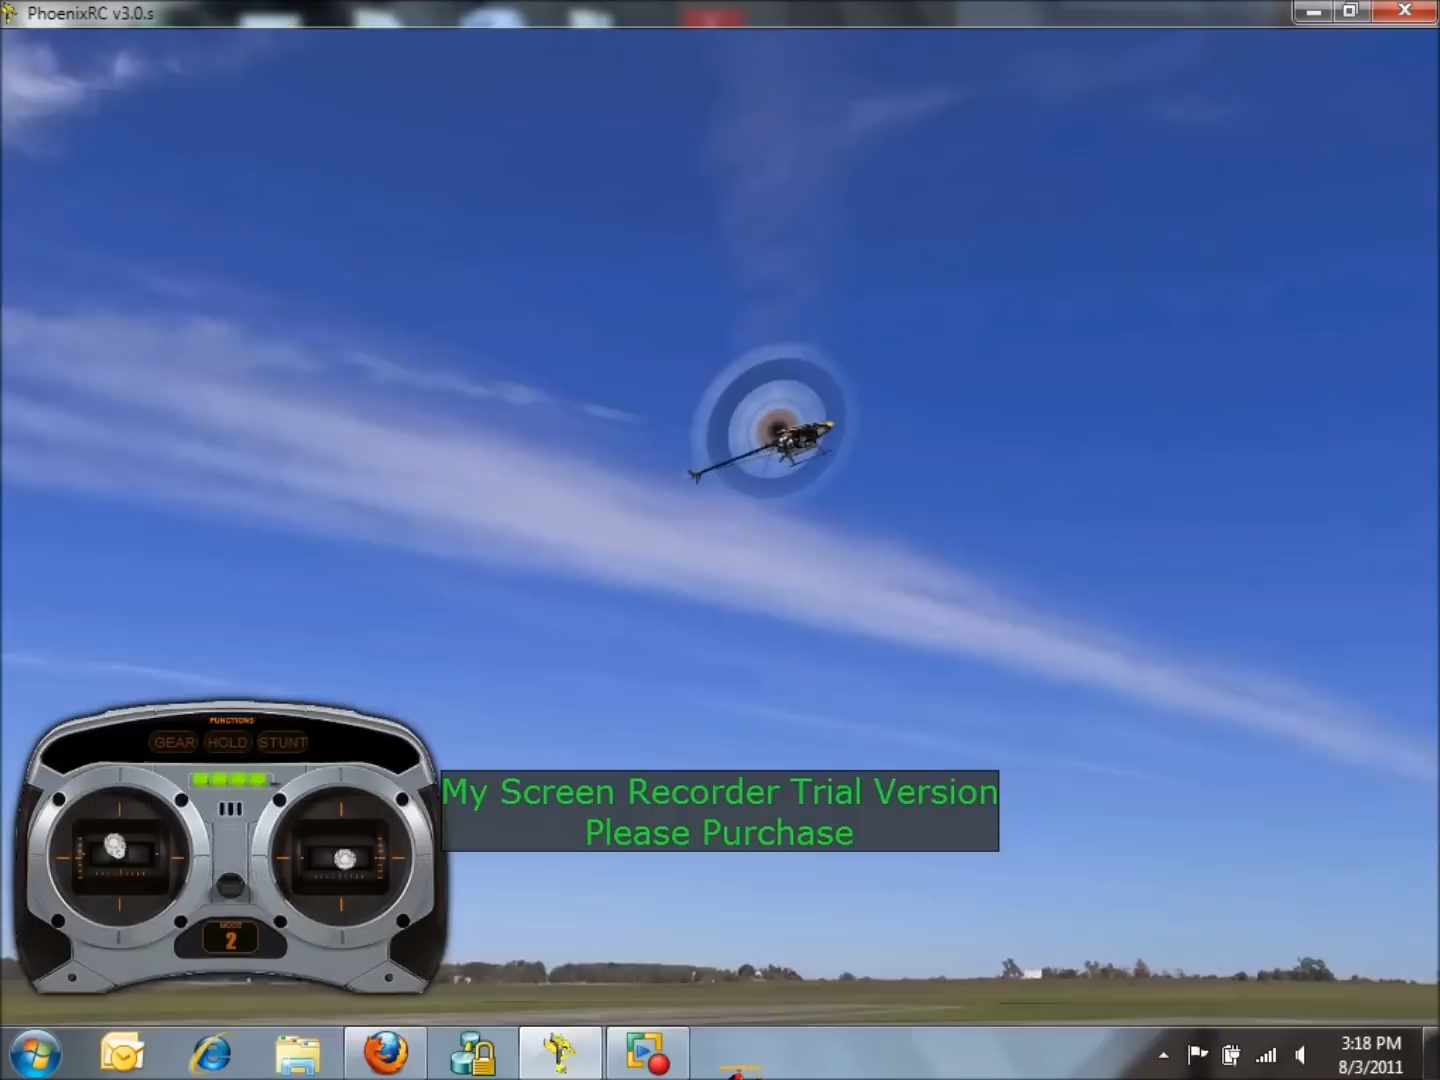 PhoenixRC v3.0.s
FUNCTIONS
GEAR HOLD STUNT
My Screen Recorder Trial Version
Please Purchase
MODE
2
3:18 PM
8/3/2011